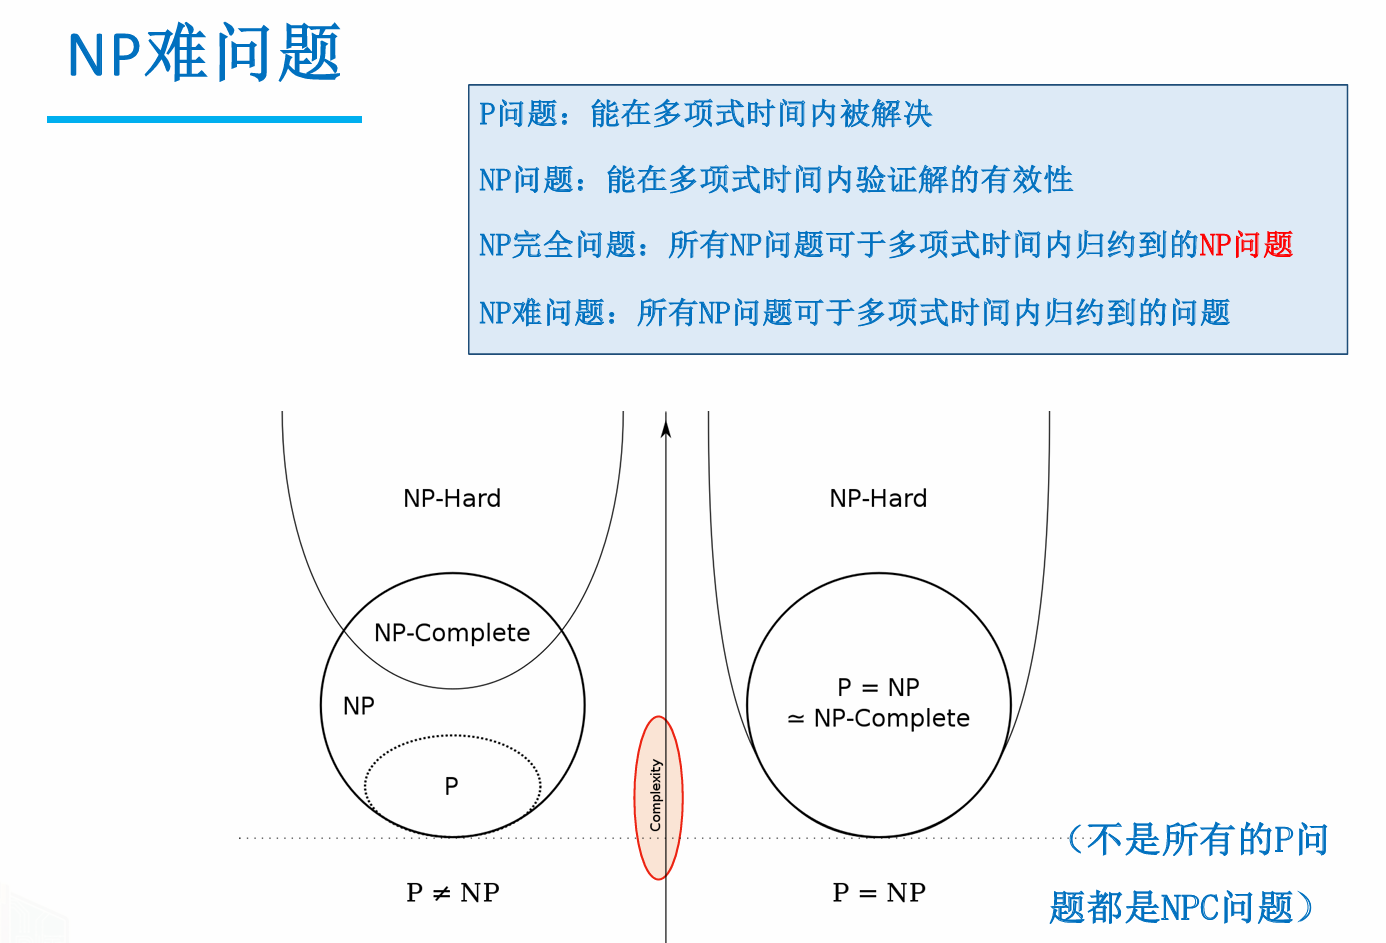 NP难问题
P问题：能在多项式时间内被解决
NP问题：能在多项式时间内验证解的有效性
NP完全问题：所有NP问题可于多项式时间内归约到的NP问题
NP难问题：所有NP问题可于多项式时间内归约到的问题
NP-Hard
NP-Complete
NP
P
P ≠ NP
Complexity
NP-Hard
P = NP
≃ NP-Complete
P = NP
（不是所有的P问
题都是NPC问题）